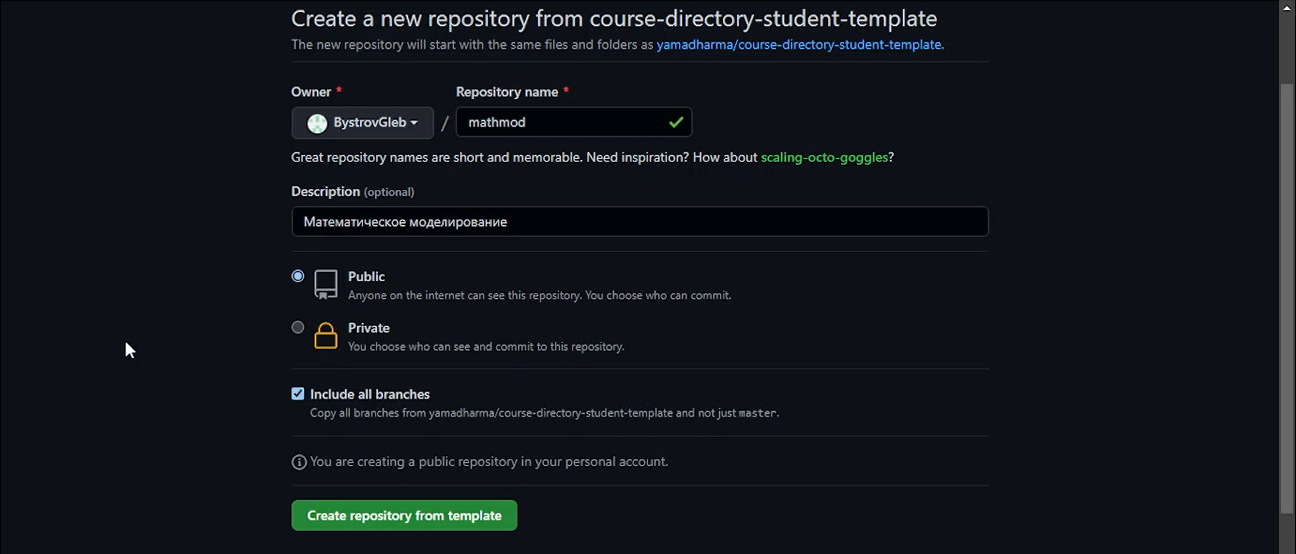 Create a new repository from course-directory-student-template
The new repository will start with the same files and folders as yamadharma/course-directory-student-template.
Owner * Repository name *
BystrovGleb / mathmod
Great repository names are short and memorable. Need inspiration? How about scaling-octo-goggles?
Description (optional)
Математическое моделирование
Public
Anyone on the internet can see this repository. You choose who can commit.
Private
You choose who can see and commit to this repository.
Include all branches
Copy all branches from yamadharma/course-directory-student-template and not just master.
You are creating a public repository in your personal account.
Create repository from template